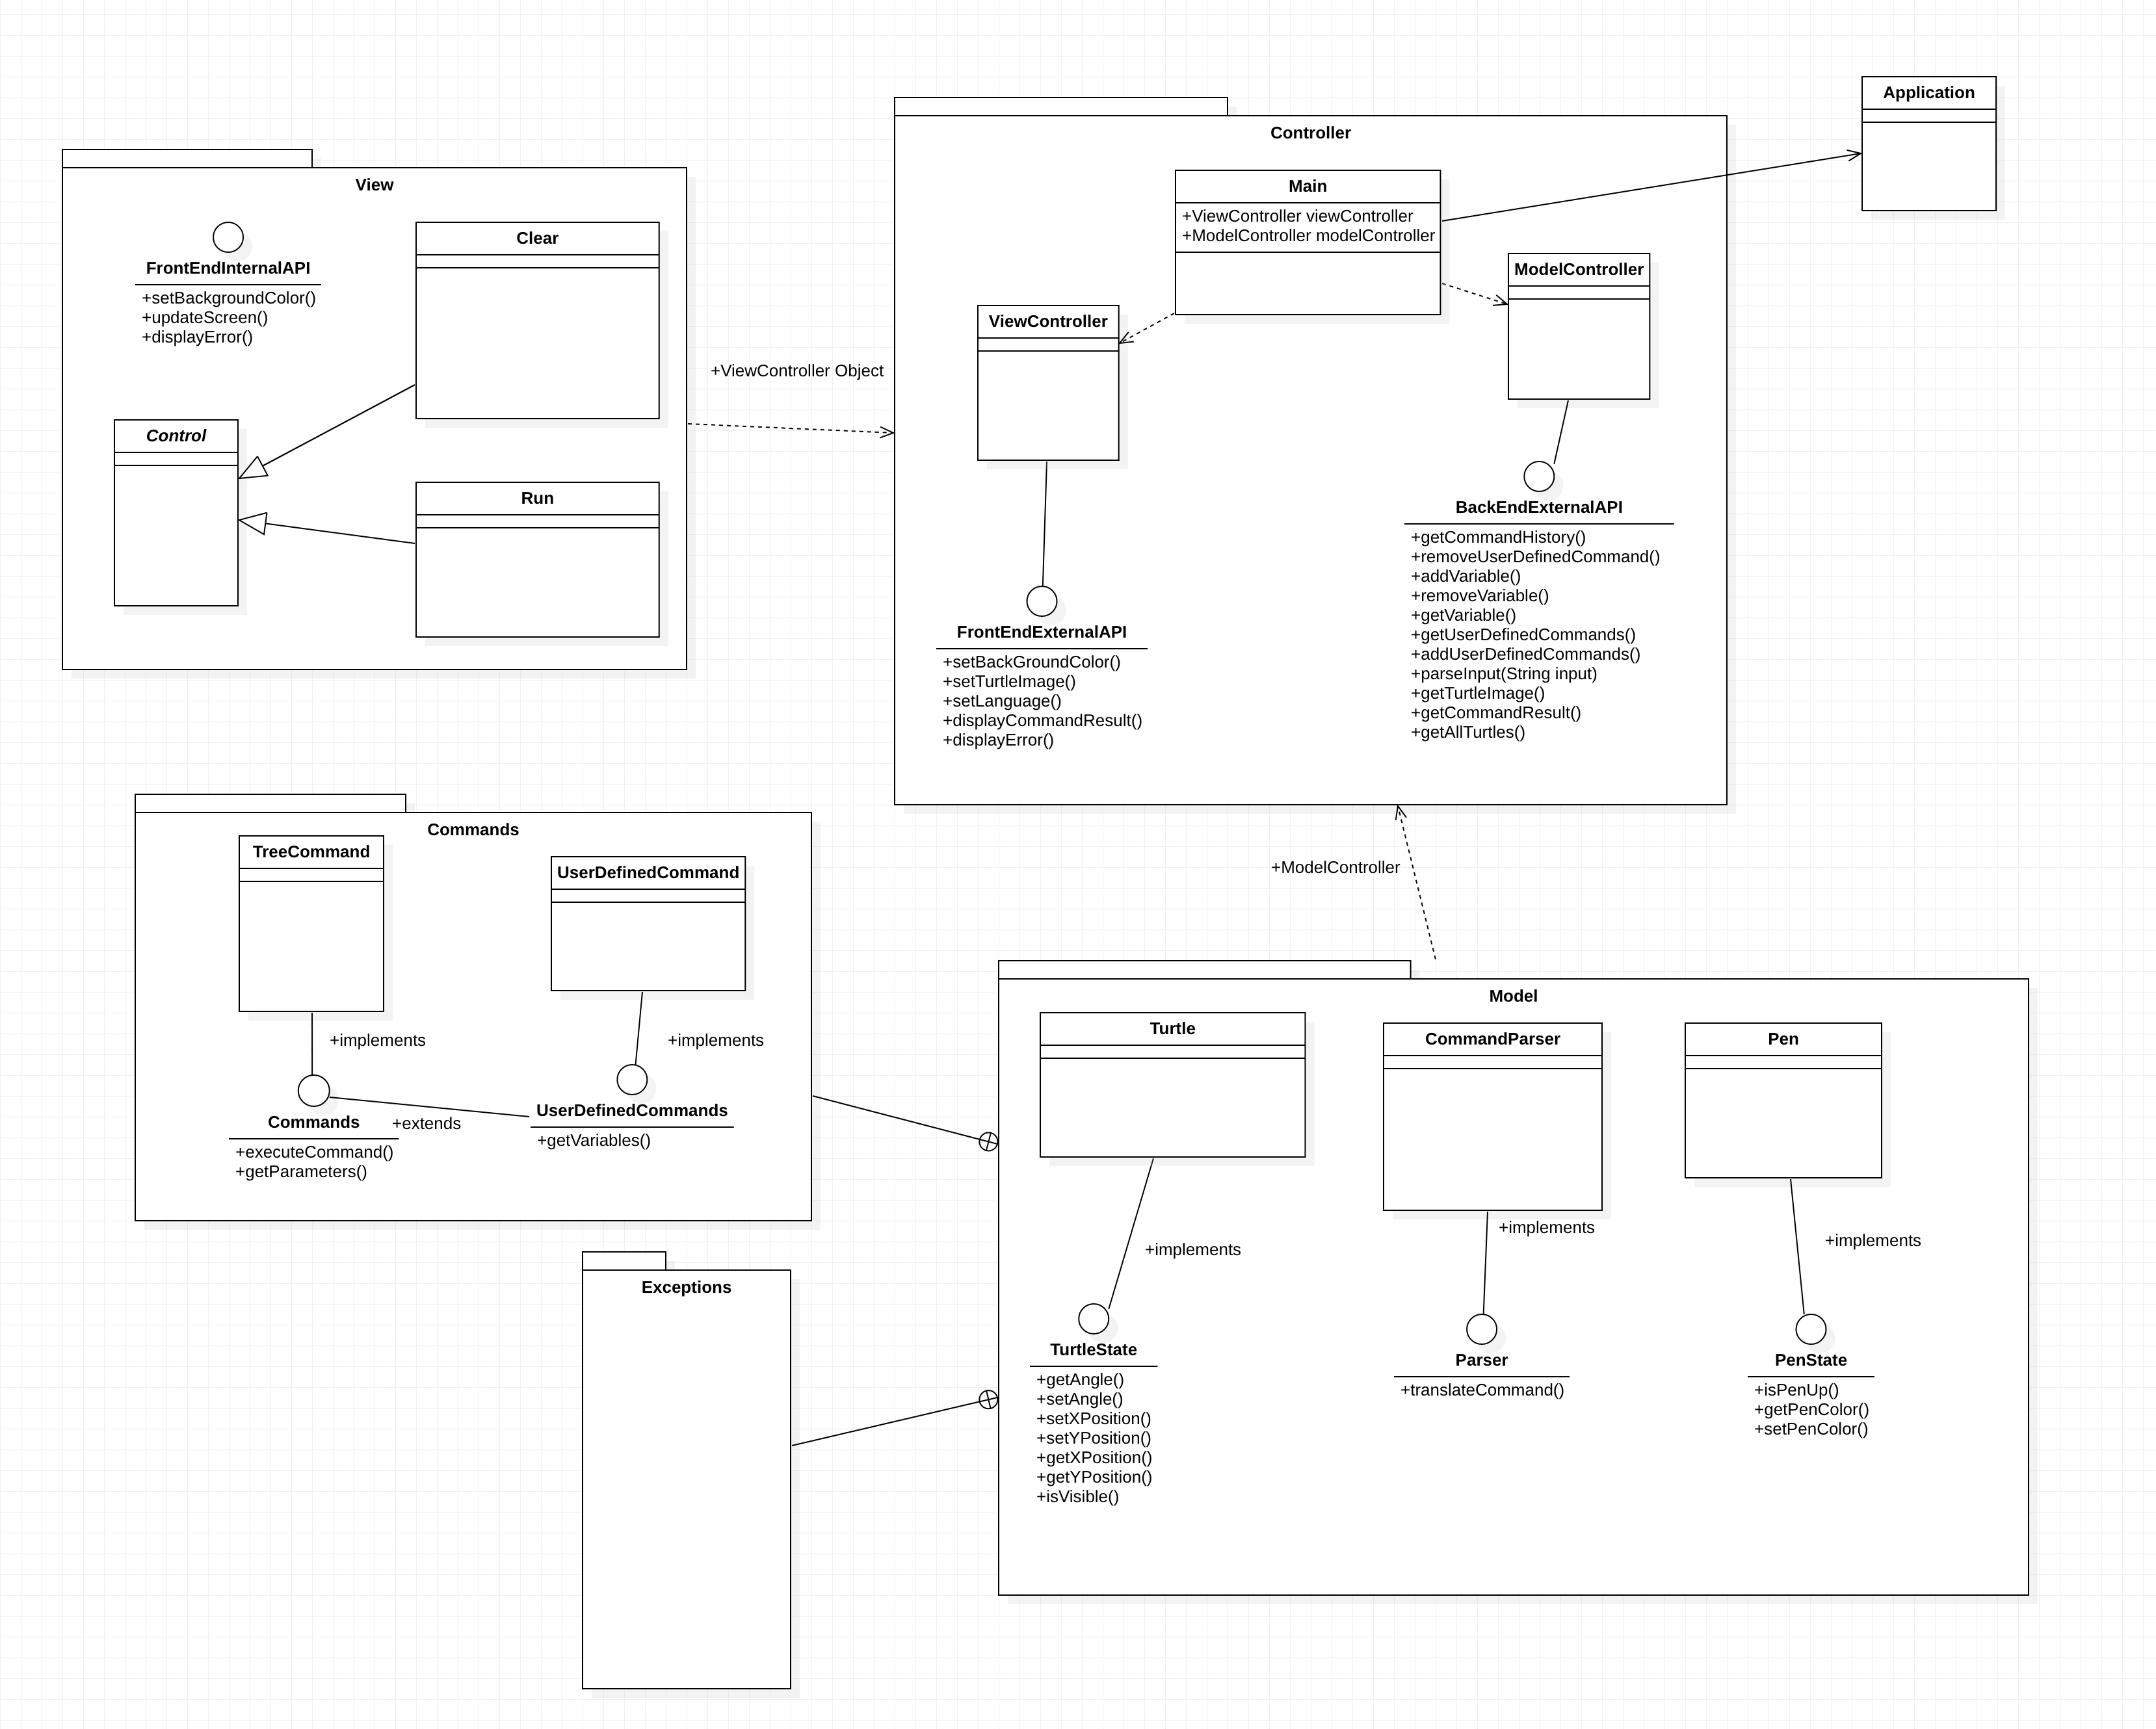 View
FrontEndInternalAPI
+setBackgroundColor()
+updateScreen()
+displayError()
Clear
Control
Run
+ViewController Object
Controller
Main
+ViewController viewController
+ModelController modelController
ViewController
ModelController
FrontEndExternalAPI
+setBackGroundColor()
+setTurtleImage()
+setLanguage()
+displayCommandResult()
+displayError()
BackEndExternalAPI
+getCommandHistory()
+removeUserDefinedCommand()
+addVariable()
+removeVariable()
+getVariable()
+getUserDefinedCommands()
+addUserDefinedCommands()
+parseInput(String input)
+getTurtleImage()
+getCommandResult()
+getAllTurtles()
Application
Commands
TreeCommand
UserDefinedCommand
+implements
+implements
Commands
+executeCommand()
+getParameters()
+extends
UserDefinedCommands
+getVariables()
+ModelController
Model
Turtle
CommandParser
Pen
+implements
+implements
+implements
TurtleState
+getAngle()
+setAngle()
+setXPosition()
+setYPosition()
+getXPosition()
+getYPosition()
+isVisible()
Parser
+translateCommand()
PenState
+isPenUp()
+getPenColor()
+setPenColor()
Exceptions